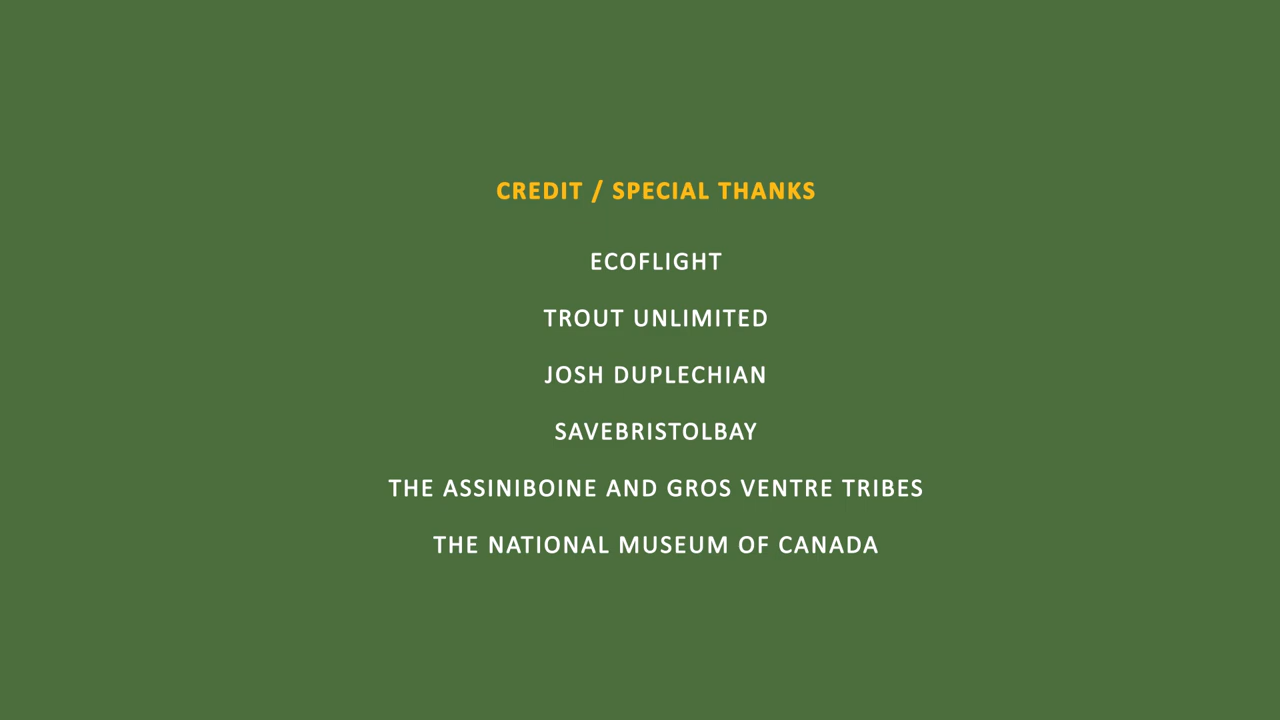 CREDIT / SPECIAL THANKS
ECOFLIGHT
TROUT UNLIMITED
JOSH DUPLECHIAN
SAVEBRISTOLBAY
THE ASSINIBOINE AND GROS VENTRE TRIBES
THE NATIONAL MUSEUM OF CANADA